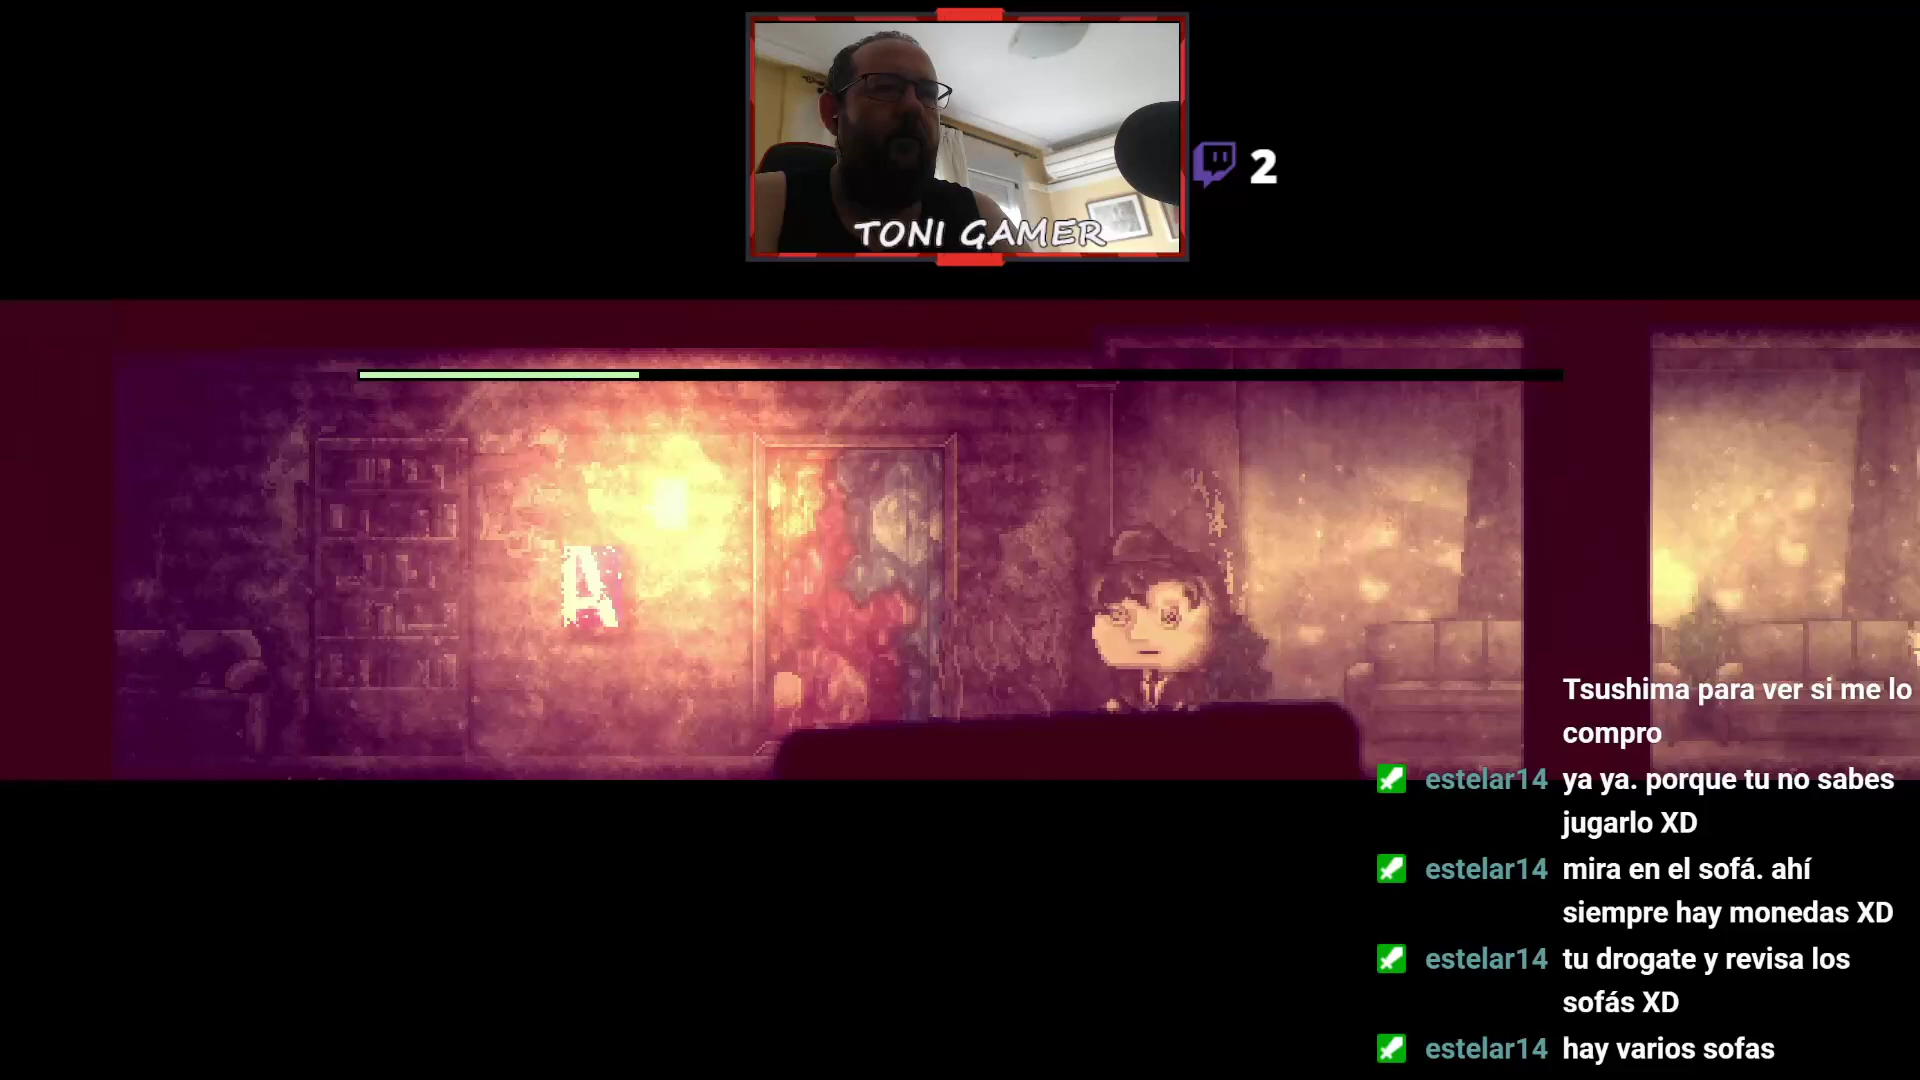 TONI GAMER
2
A
Tsushima para ver si me lo
compro
estelar14 ya ya. porque tu no sabes
jugarlo XD
estelar14 mira en el sofá. ahí
siempre hay monedas XD
estelar14 tu drogate y revisa los
sofás XD
estelar14 hay varios sofas